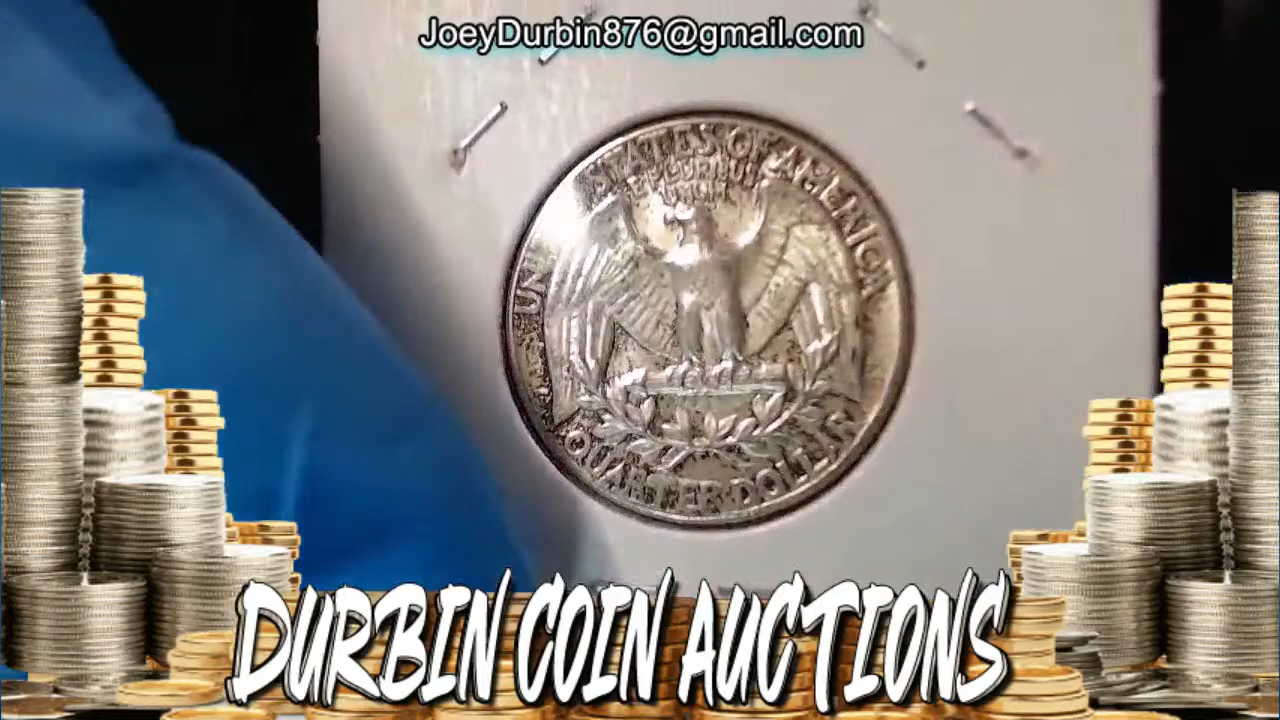 JoeyDurbin876@gmail.com
STATES OF AMERICA
E PLURIBUS
UNUM
QUARTER DOLLAR
DURBIN COIN AUCTIONS